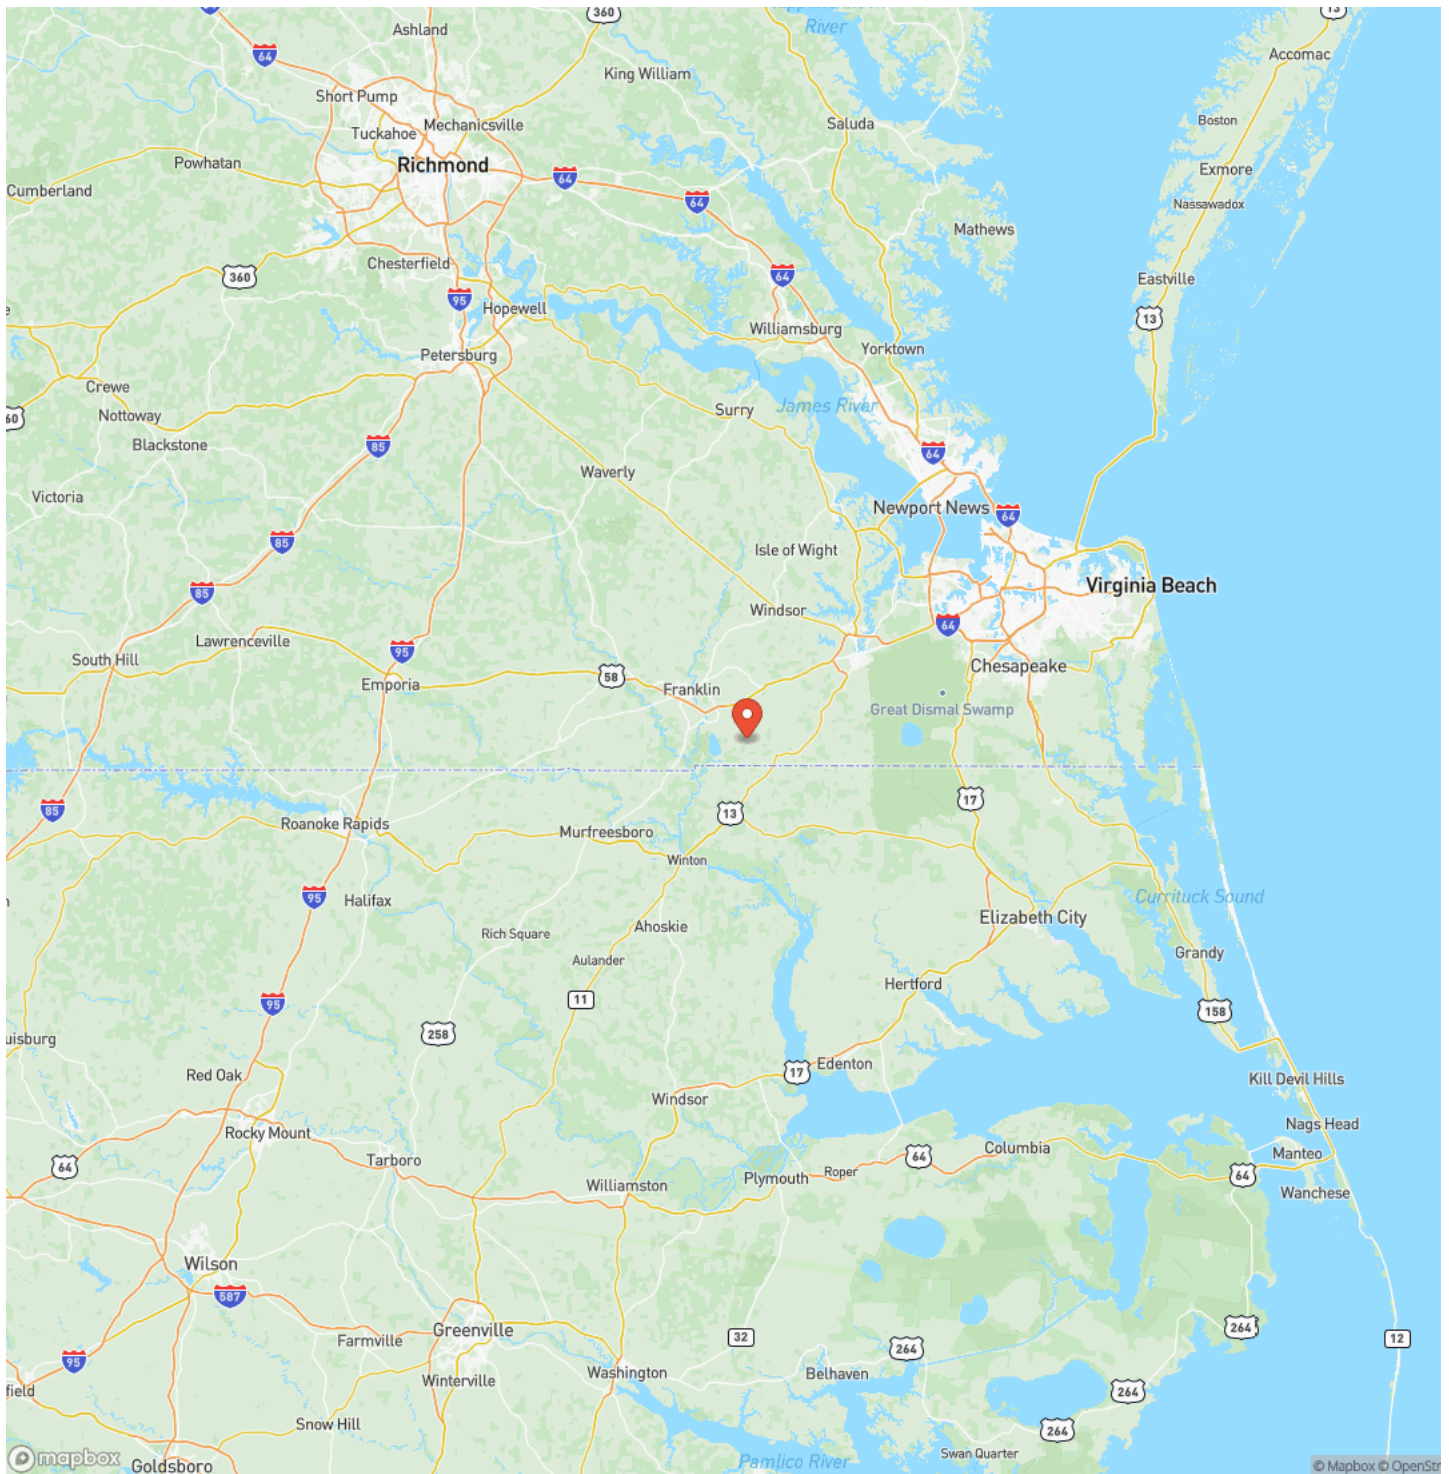 360
13
Ashland
River
64
Accomac
King William
Short Pump
Boston
Tuckahoe
Mechanicsville
Saluda
Powhatan
Richmond
Exmore
64
Cumberland
64
Nassawadox
Mathews
Chesterfield
360
64
Eastville
95
Hopewell
13
Williamsburg
Yorktown
Petersburg
Crewe
James River
Surry
Nottoway
60
Blackstone
85
64
Waverly
Victoria
Newport News
64
85
Isle of Wight
Virginia Beach
85
Windsor
64
Lawrenceville
95
South Hill
Chesapeake
58
Emporia
Franklin
Great Dismal Swamp
17
85
13
Roanoke Rapids
Murfreesboro
Winton
95
Halifax
Currituck Sound
Elizabeth City
Ahoskie
Rich Square
Grandy
Aulander
Hertford
95
11
158
258
uisburg
Edenton
17
Red Oak
Kill Devil Hills
Windsor
Nags Head
Rocky Mount
Columbia
Manteo
64
Tarboro
64
Roper
64
Plymouth
Williamston
Wanchese
Wilson
587
Greenville
264
32
12
Farmville
264
95
Washington
Belhaven
Winterville
field
264
Snow Hill
264
Swan Quarter
mapbox
Pamlico River
Goldsboro
© Mapbox © OpenStr